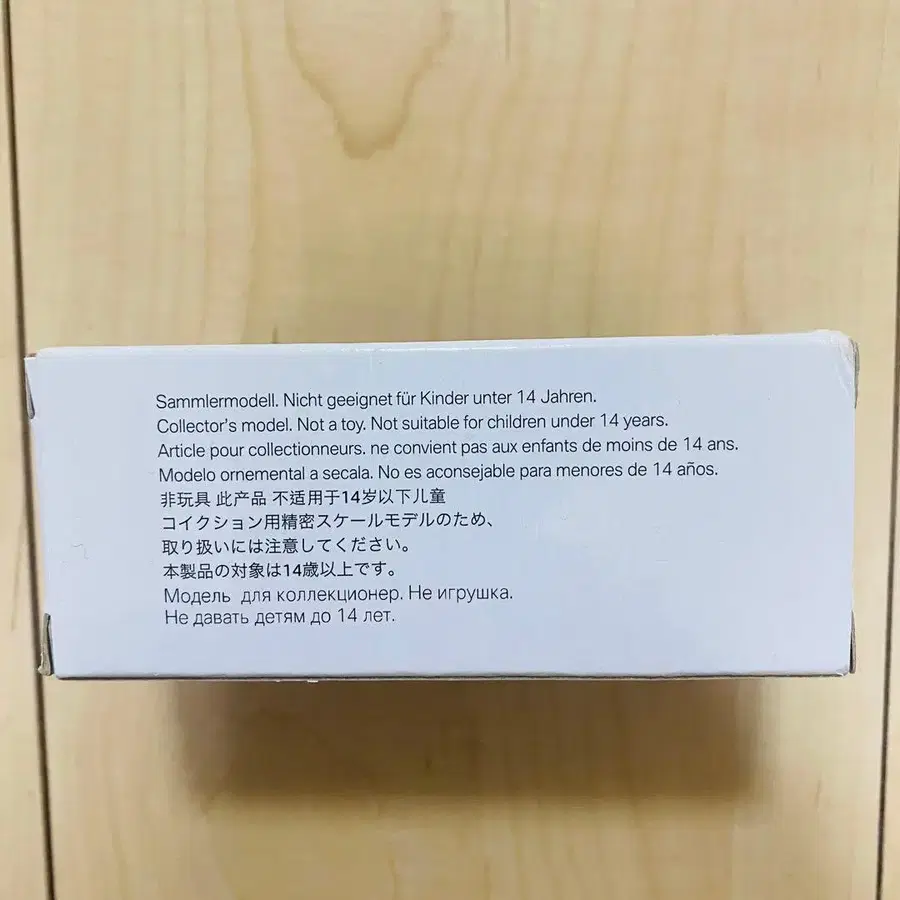 Sammlermodell. Nicht geeignet für Kinder unter 14 Jahren.
Collector's model. Not a toy. Not suitable for children under 14 years.
Article pour collectionneurs. ne convient pas aux enfants de moins de 14 ans.
Modelo ornemental a secala. No es aconsejable para menores de 14 años.
非玩具 此产品 不适用于14岁以下儿童
コイクション用精密スケールモデルのため、
取り扱いには注意してください。
本製品の対象は14歳以上です。
Модель для коллекционер. Не игрушка.
Не давать детям до 14 лет.